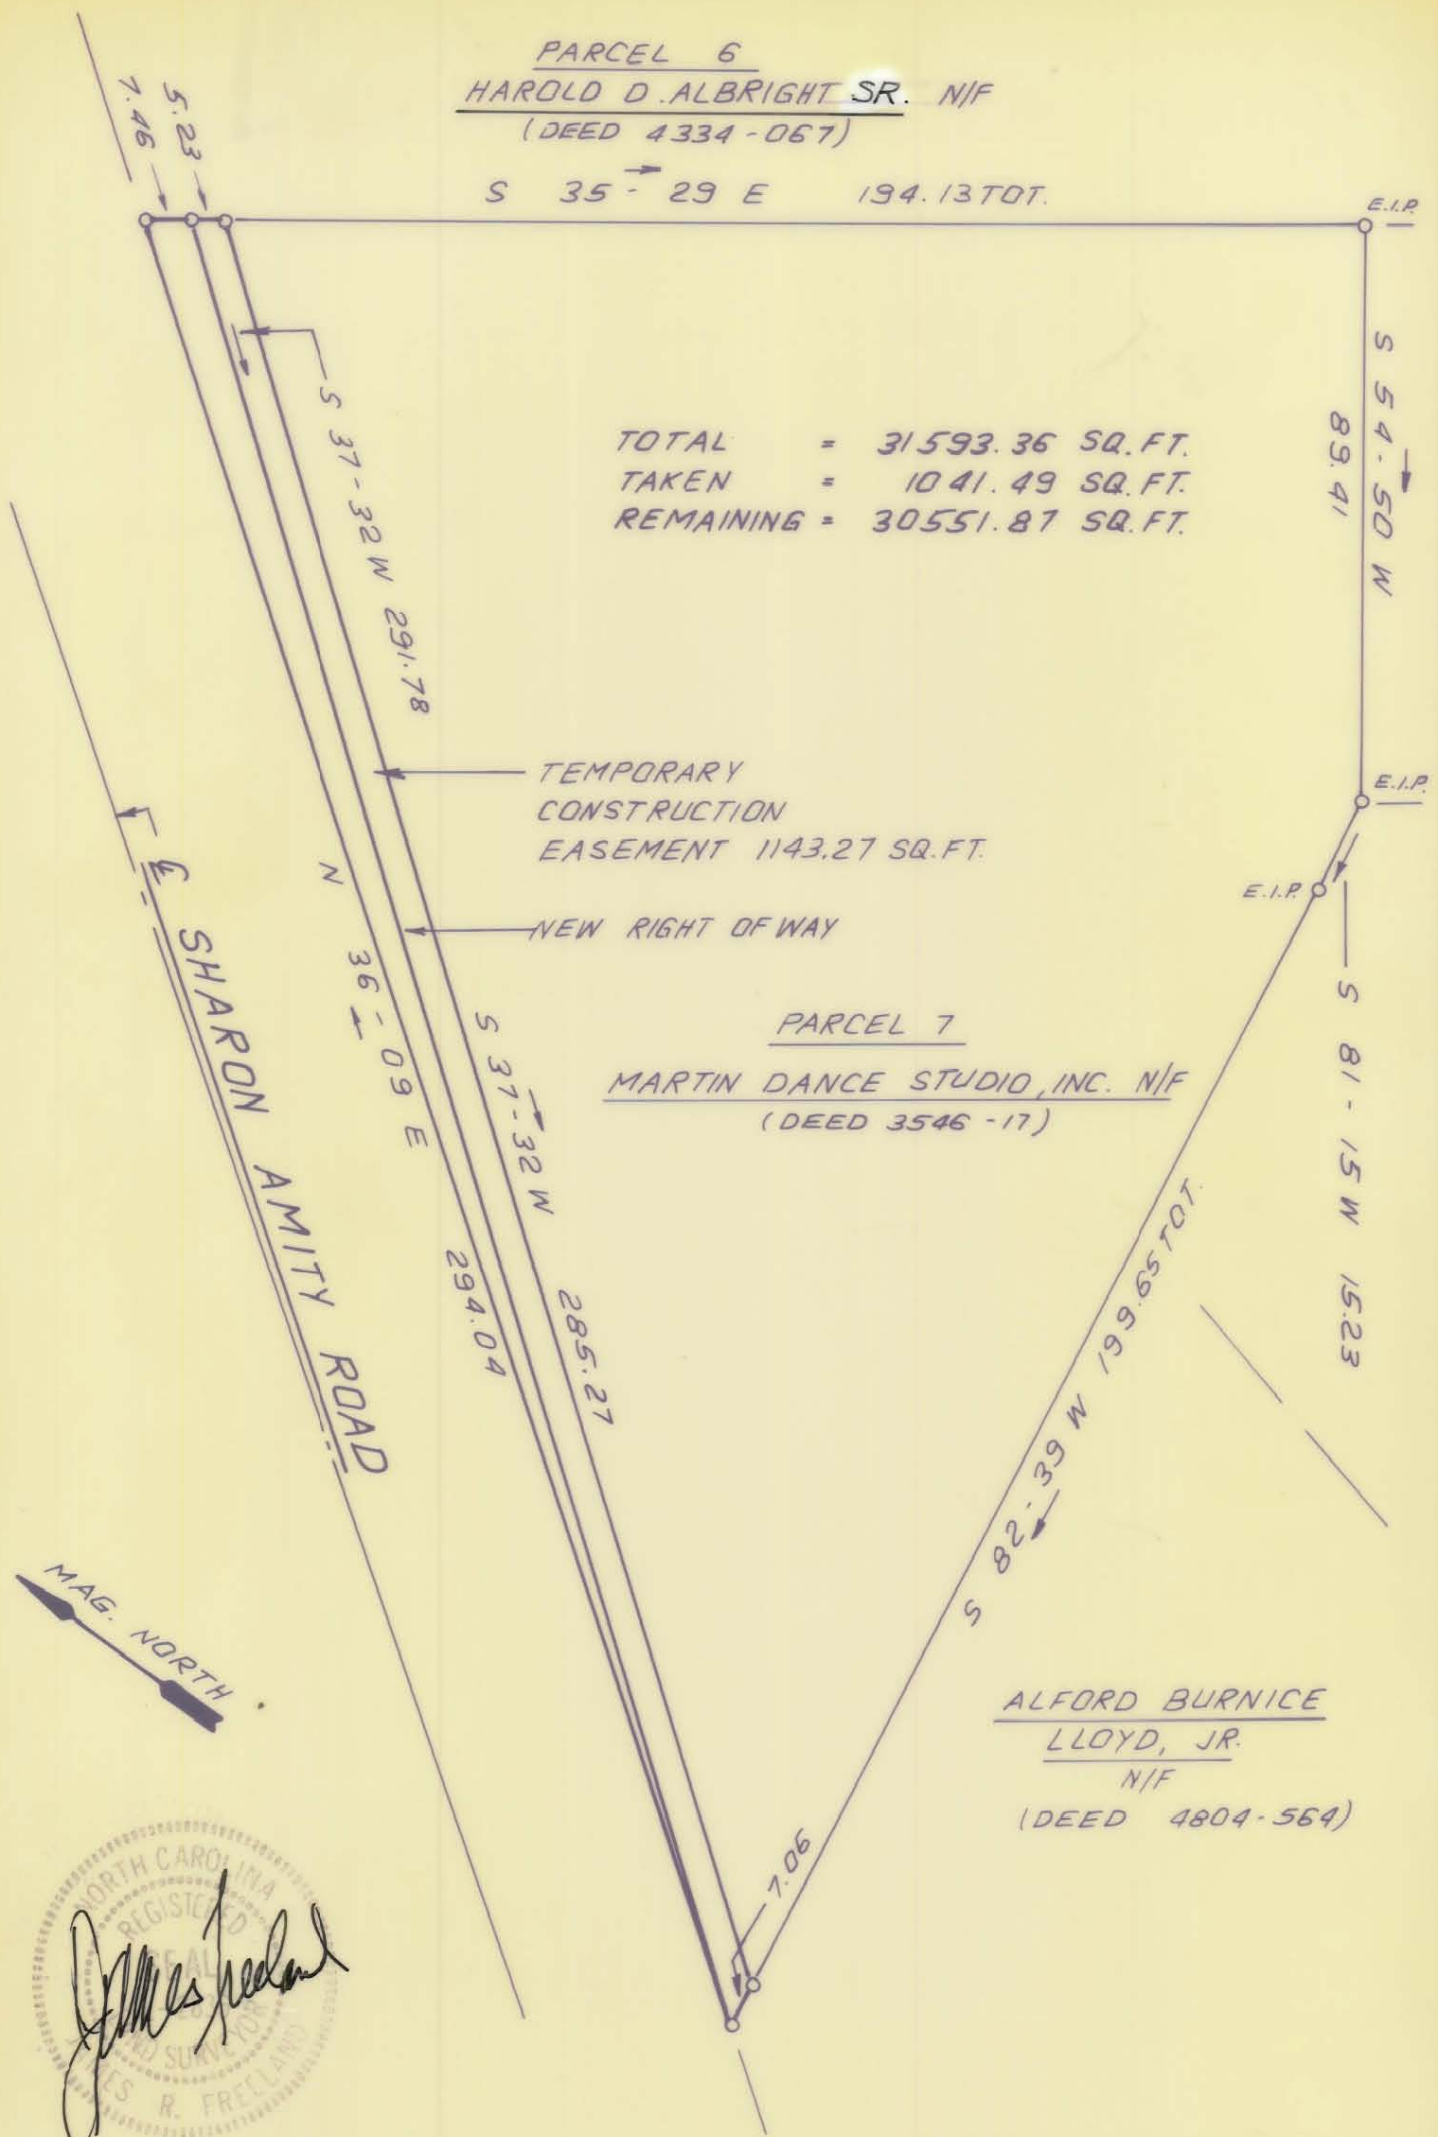 PARCEL 6
HAROLD D. ALBRIGHT SR. N/F
(DEED 4334-067)
7.46
5.23
S 35-29 E 194.13 TOT.
E.I.P.
S 54-50 W
89.41
S 37-32 W 291.78
TOTAL = 31593.36 SQ.FT.
TAKEN = 1041.49 SQ.FT.
REMAINING = 30551.87 SQ.FT.
TEMPORARY
CONSTRUCTION
EASEMENT 1143.27 SQ.FT.
E.I.P.
E.I.P.
NEW RIGHT OF WAY
S 81-15 W 15.23
N 36-09 E 294.04
S 37-32 W 285.27
PARCEL 7
MARTIN DANCE STUDIO, INC. N/F
(DEED 3546-17)
℄ SHARON AMITY ROAD
S 82-39 W 199.65 TOT.
MAG. NORTH
ALFORD BURNICE
LLOYD, JR.
N/F
(DEED 4804-564)
7.06
NORTH CAROLINA
REGISTERED
SEAL
LAND SURVEYOR
JAMES R. FREELAND
James Freeland